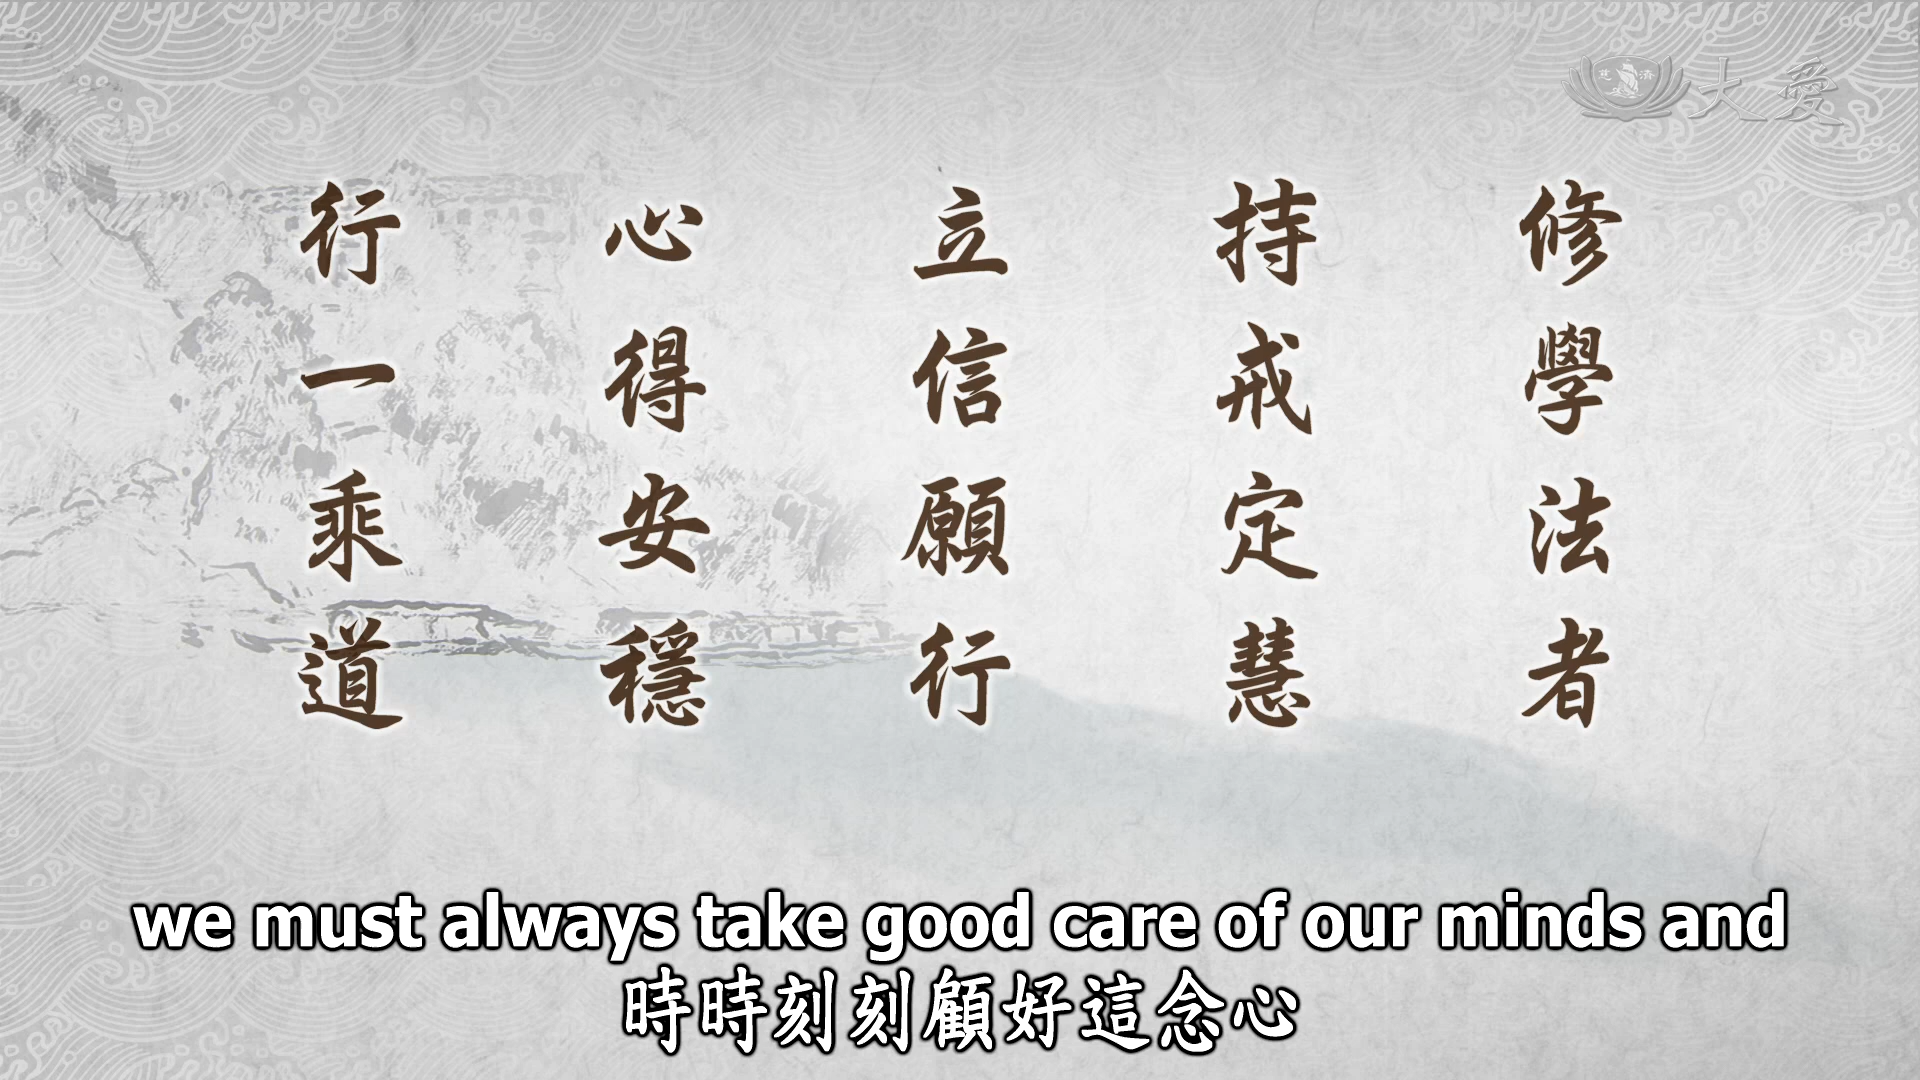 大愛
慈濟
修學法者
持戒定慧
立信願行
心得安穩
行一乘道
we must always take good care of our minds and
時時刻刻顧好這念心